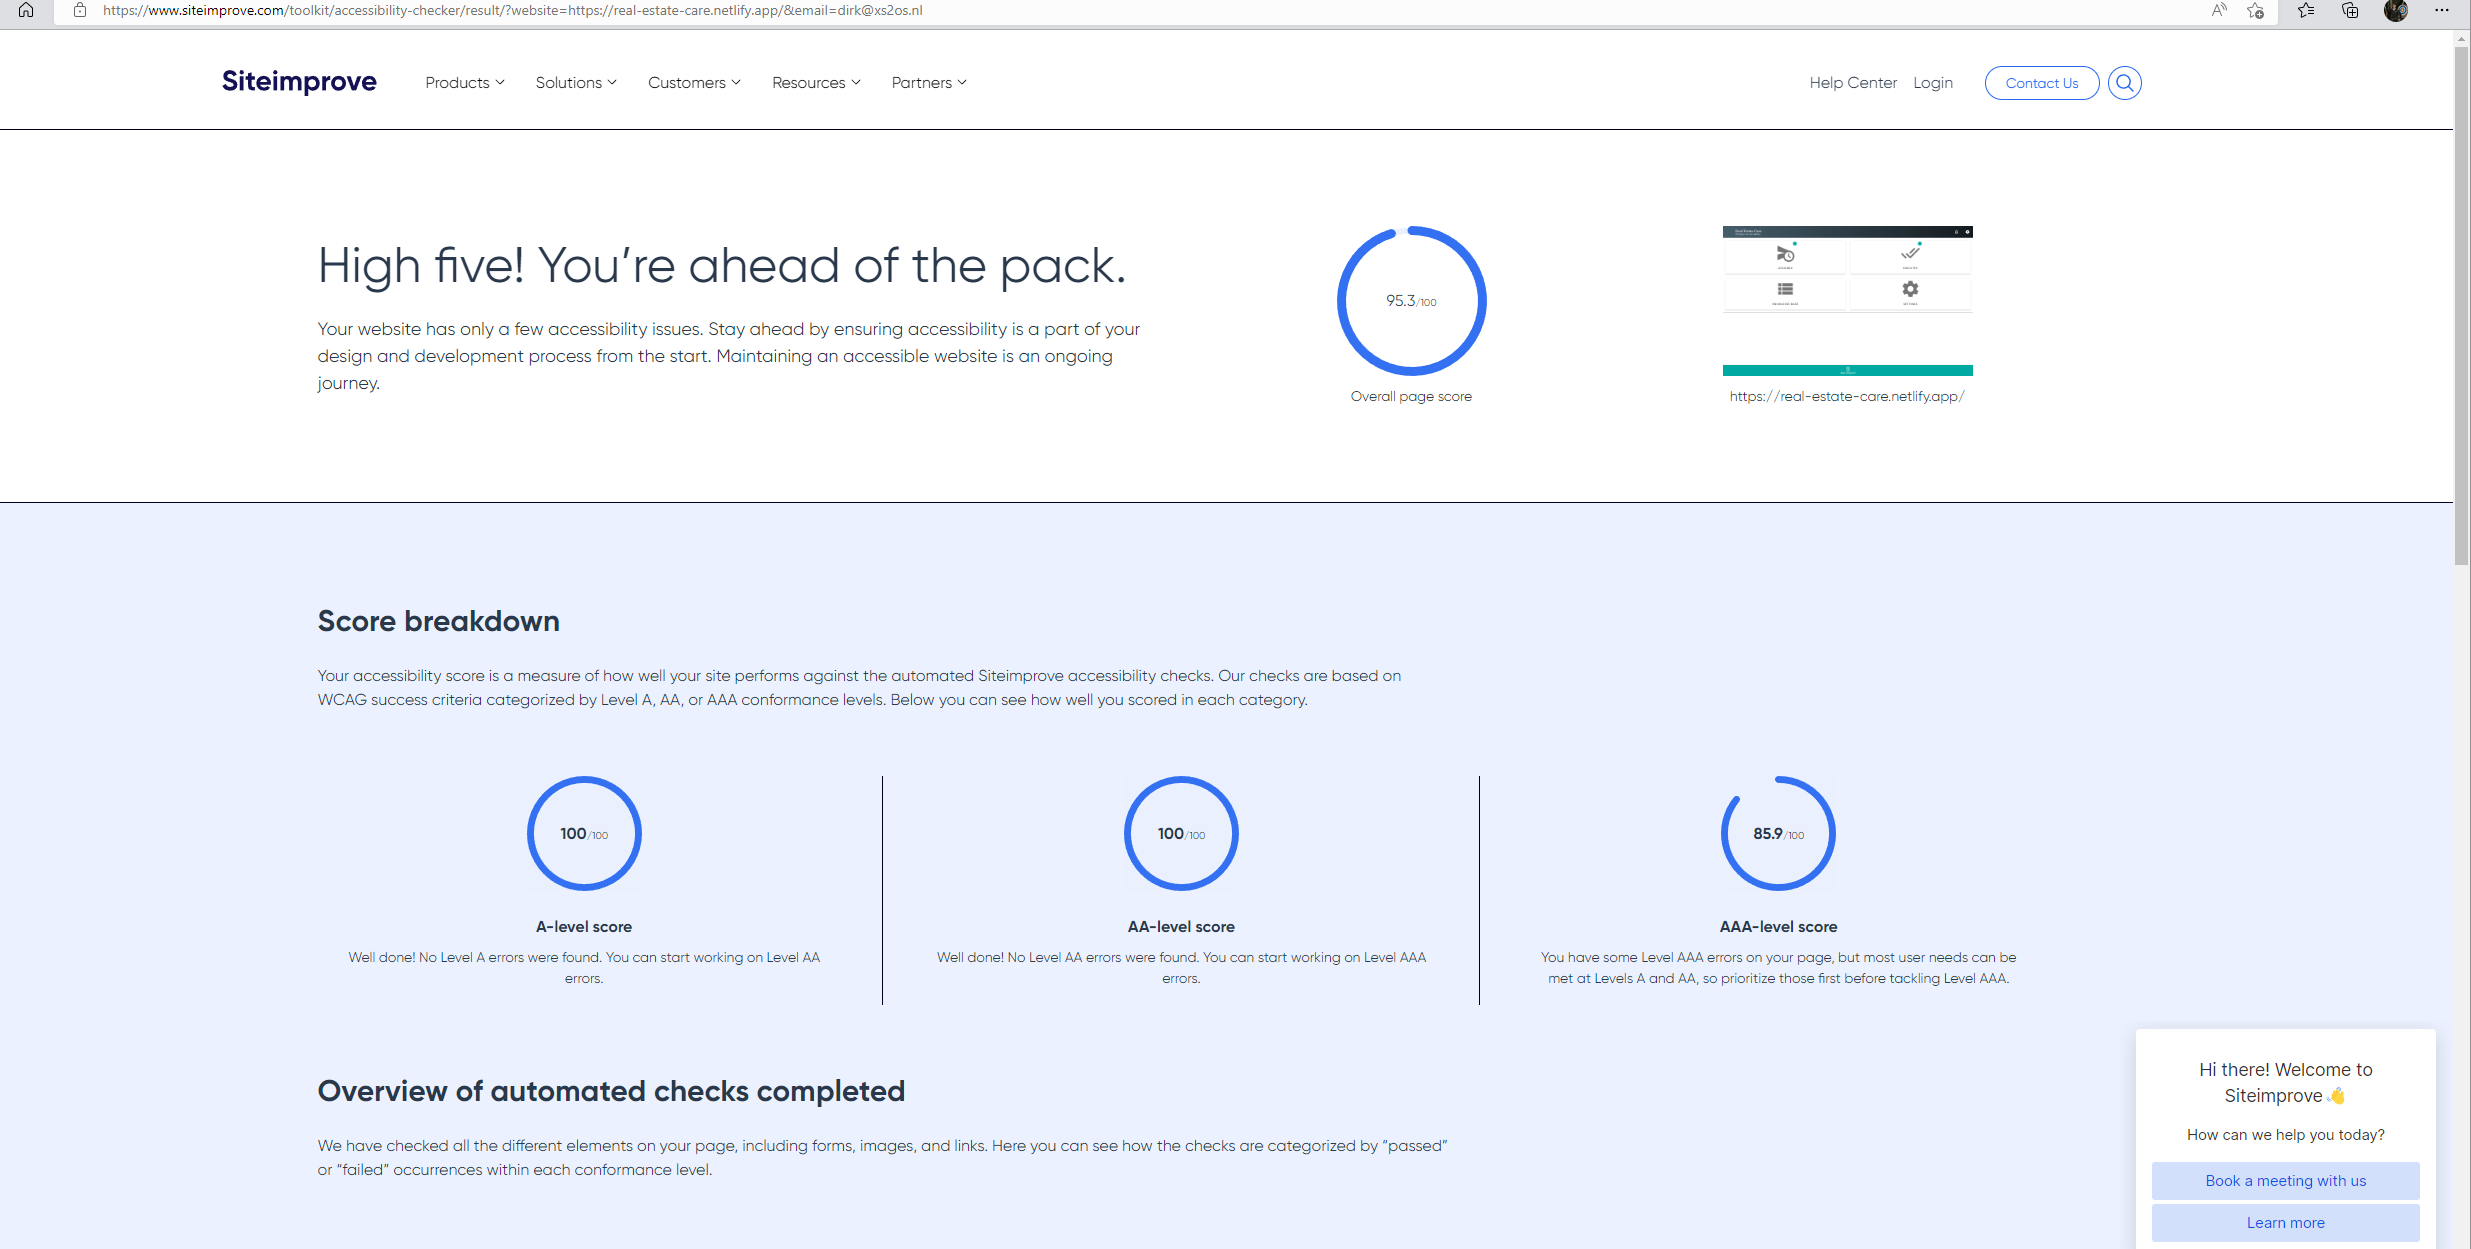 https://www.siteimprove.com/toolkit/accessibility-checker/result/?website=https://real-estate-care.netlify.app/&email=dirk@xs2os.nl
Siteimprove
Products
Solutions
Customers
Resources
Partners
Help Center
Login
Contact Us
High five! You’re ahead of the pack.
Your website has only a few accessibility issues. Stay ahead by ensuring accessibility is a part of your
design and development process from the start. Maintaining an accessible website is an ongoing
journey.
95.3/100
Overall page score
https://real-estate-care.netlify.app/
Score breakdown
Your accessibility score is a measure of how well your site performs against the automated Siteimprove accessibility checks. Our checks are based on
WCAG success criteria categorized by Level A, AA, or AAA conformance levels. Below you can see how well you scored in each category.
100/100
A-level score
Well done! No Level A errors were found. You can start working on Level AA
errors.
100/100
AA-level score
Well done! No Level AA errors were found. You can start working on Level AAA
errors.
85.9/100
AAA-level score
You have some Level AAA errors on your page, but most user needs can be
met at Levels A and AA, so prioritize those first before tackling Level AAA.
Overview of automated checks completed
We have checked all the different elements on your page, including forms, images, and links. Here you can see how the checks are categorized by “passed”
or “failed” occurrences within each conformance level.
Hi there! Welcome to
Siteimprove 👋
How can we help you today?
Book a meeting with us
Learn more